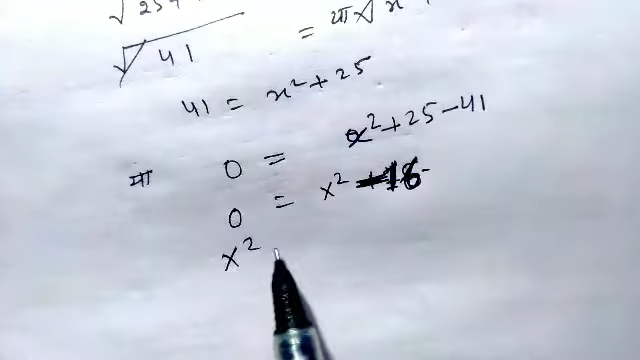 √41 = या √x
41 = x² + 25
या 0 = x² + 25 - 41
0 = x² - 16
x²